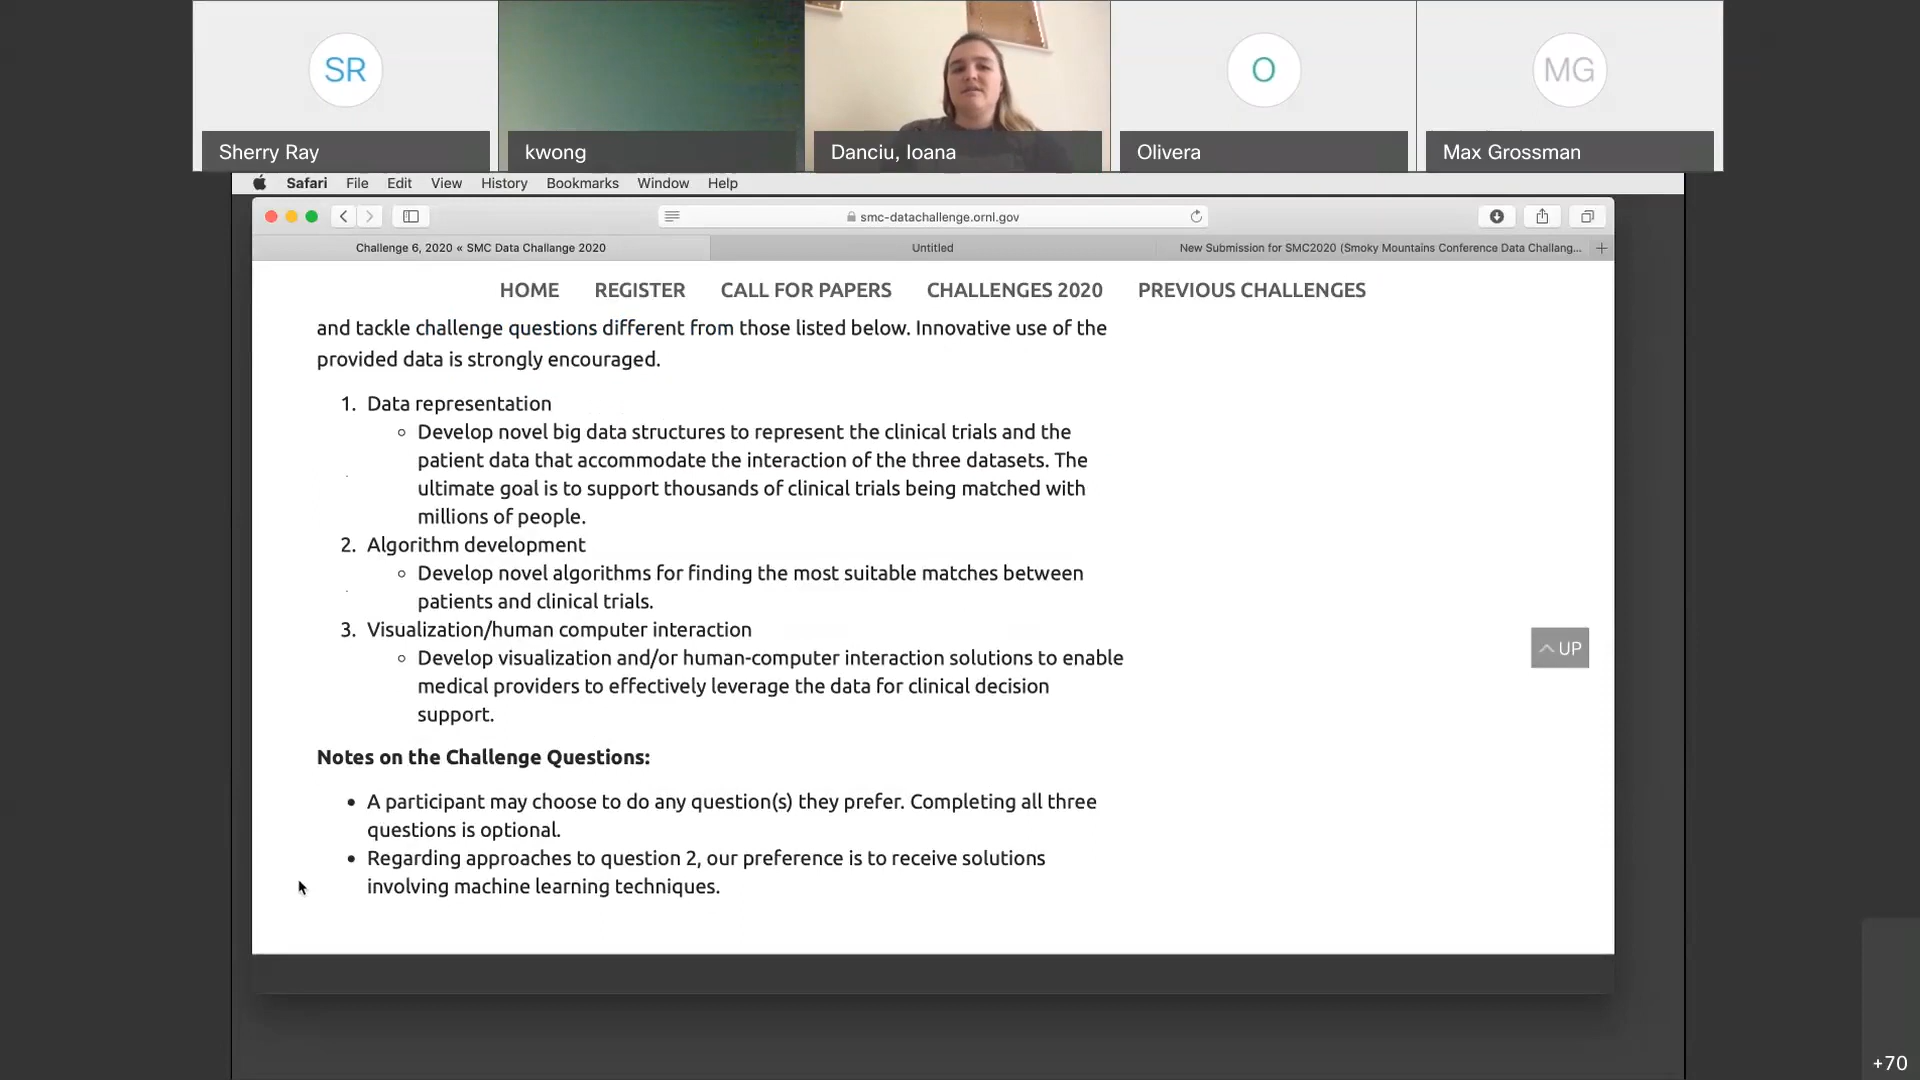 SR
O
MG
Sherry Ray
kwong
Danciu, Ioana
Olivera
Max Grossman
Safari File Edit View History Bookmarks Window Help
smc-datachallenge.ornl.gov
Challenge 6, 2020 « SMC Data Challange 2020
Untitled
New Submission for SMC2020 (Smoky Mountains Conference Data Challang...
HOME REGISTER CALL FOR PAPERS CHALLENGES 2020 PREVIOUS CHALLENGES
and tackle challenge questions different from those listed below. Innovative use of the
provided data is strongly encouraged.
1. Data representation
Develop novel big data structures to represent the clinical trials and the
patient data that accommodate the interaction of the three datasets. The
ultimate goal is to support thousands of clinical trials being matched with
millions of people.
2. Algorithm development
Develop novel algorithms for finding the most suitable matches between
patients and clinical trials.
3. Visualization/human computer interaction
Develop visualization and/or human-computer interaction solutions to enable
medical providers to effectively leverage the data for clinical decision
support.
UP
Notes on the Challenge Questions:
A participant may choose to do any question(s) they prefer. Completing all three
questions is optional.
Regarding approaches to question 2, our preference is to receive solutions
involving machine learning techniques.
+70